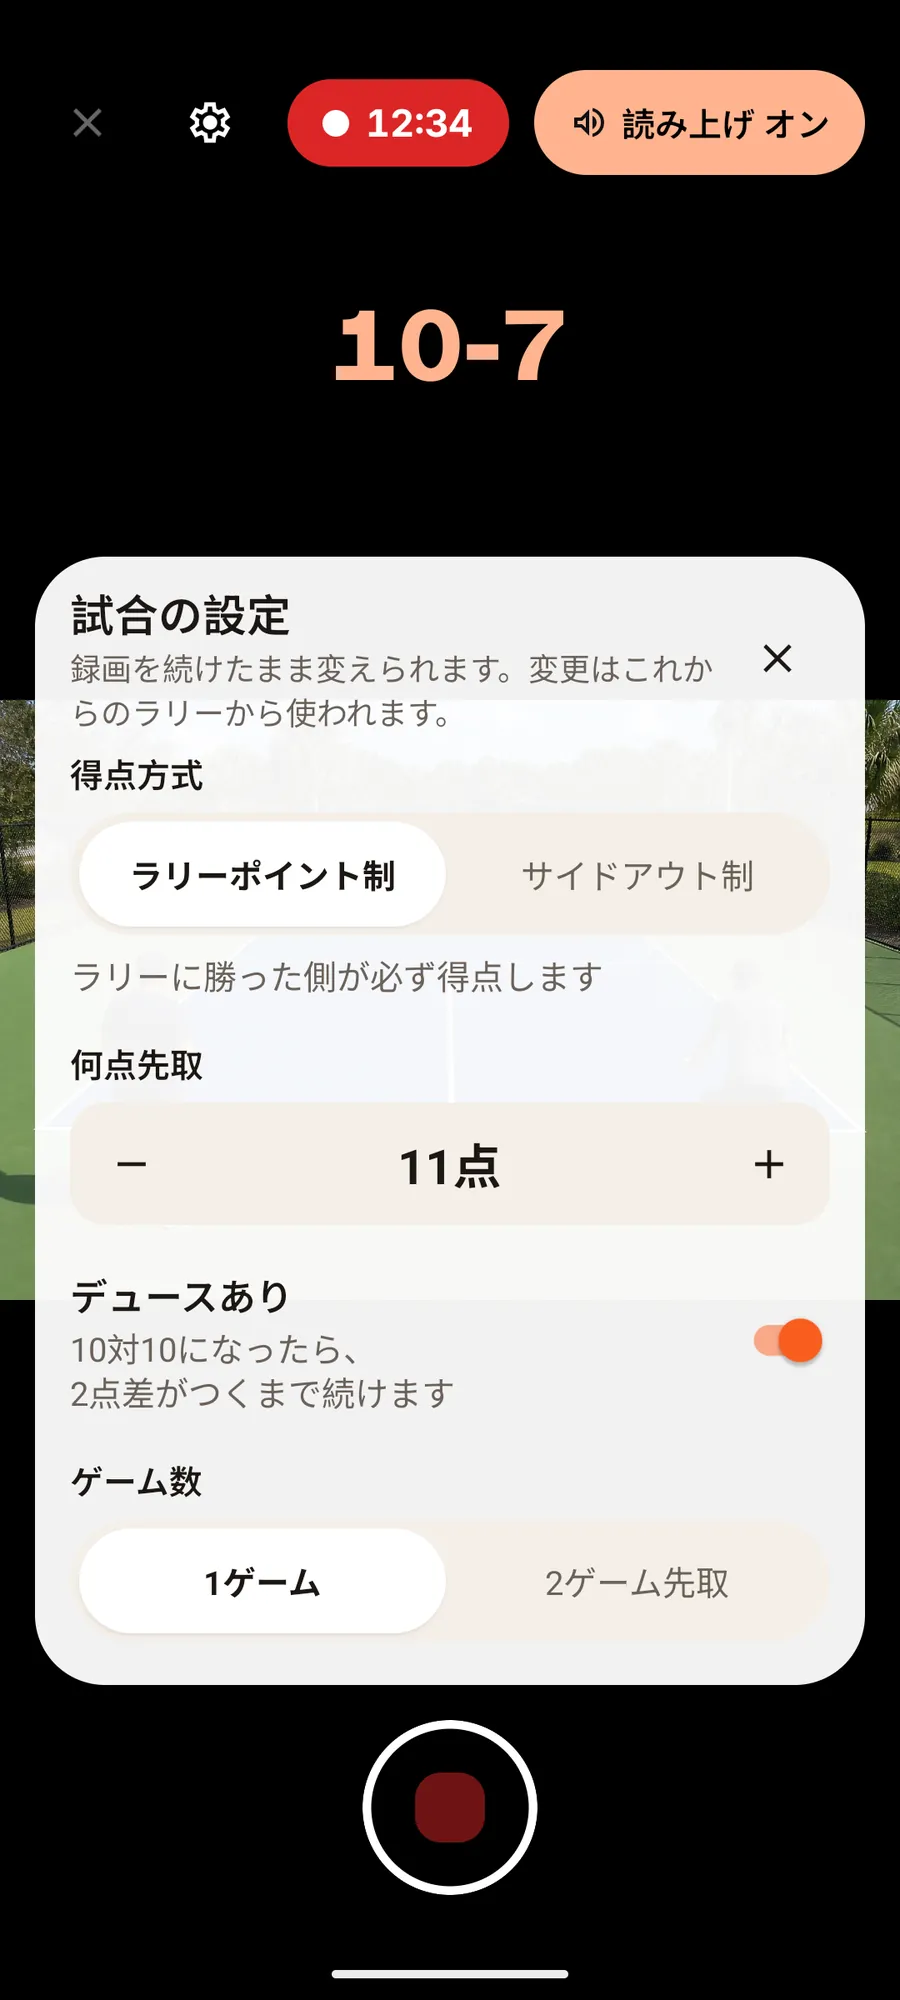 12:34
読み上げ オン
10-7
試合の設定
録画を続けたまま変えられます。変更はこれか
らのラリーから使われます。
得点方式
ラリーポイント制
サイドアウト制
ラリーに勝った側が必ず得点します
何点先取
11点
デュースあり
10対10になったら、
2点差がつくまで続けます
ゲーム数
1ゲーム
2ゲーム先取